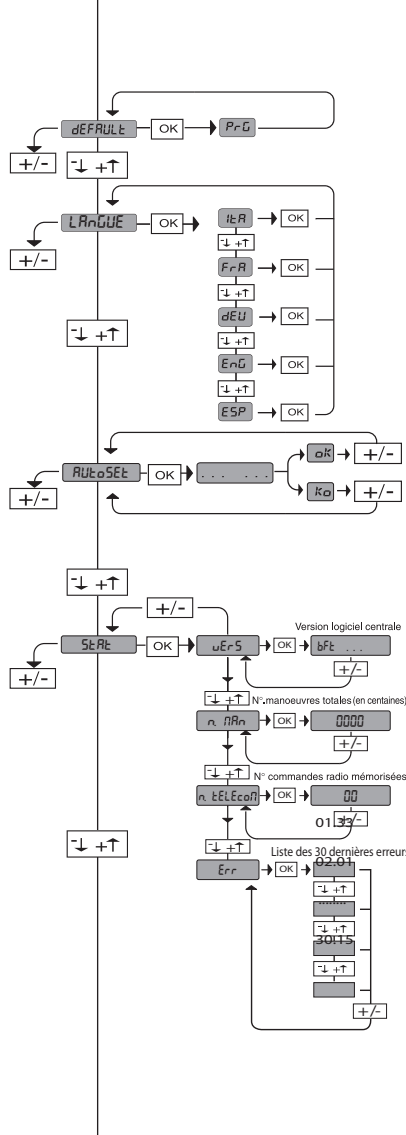 dEFAULt OK PrG
+/- -↓ +↑
LAnGUE OK ItA OK
+/- -↓ +↑
FrA OK
-↓ +↑
-↓ +↑ dEU OK
-↓ +↑
EnG OK
-↓ +↑
ESP OK
AUtoSEt OK ... ... oK +/-
+/- Ko +/-
-↓ +↑
+/-
Version logiciel centrale
StAt OK vErS OK bFt ...
+/- +/-
-↓ +↑ N°.manoeuvres totales (en centaines)
n. MAn OK 0000
+/-
-↓ +↑ N° commandes radio mémorisées
n. tELEcoM OK 00
01.33 +/-
-↓ +↑ -↓ +↑ Liste des 30 dernières erreurs
Err OK 02.01
-↓ +↑
.........
-↓ +↑
30.15
-↓ +↑
+/-